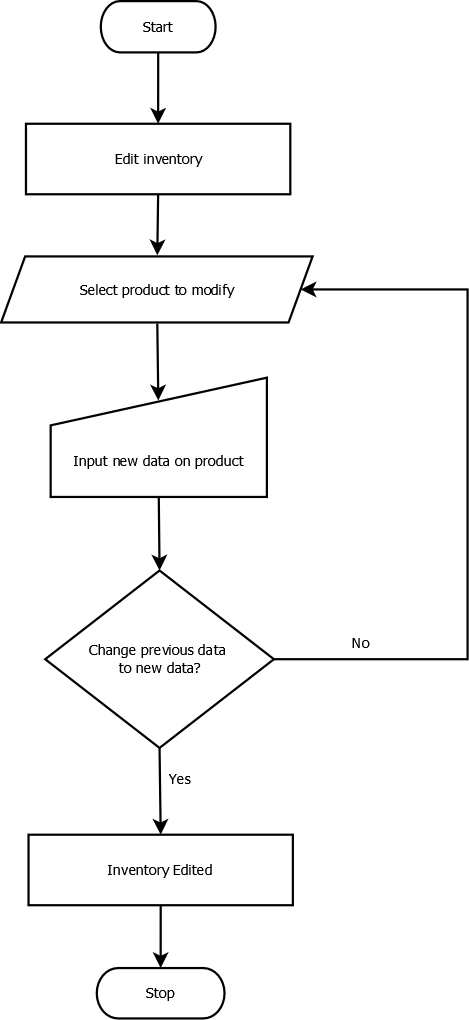 Start
Edit inventory
Select product to modify
Input new data on product
Change previous data
to new data?
No
Yes
Inventory Edited
Stop